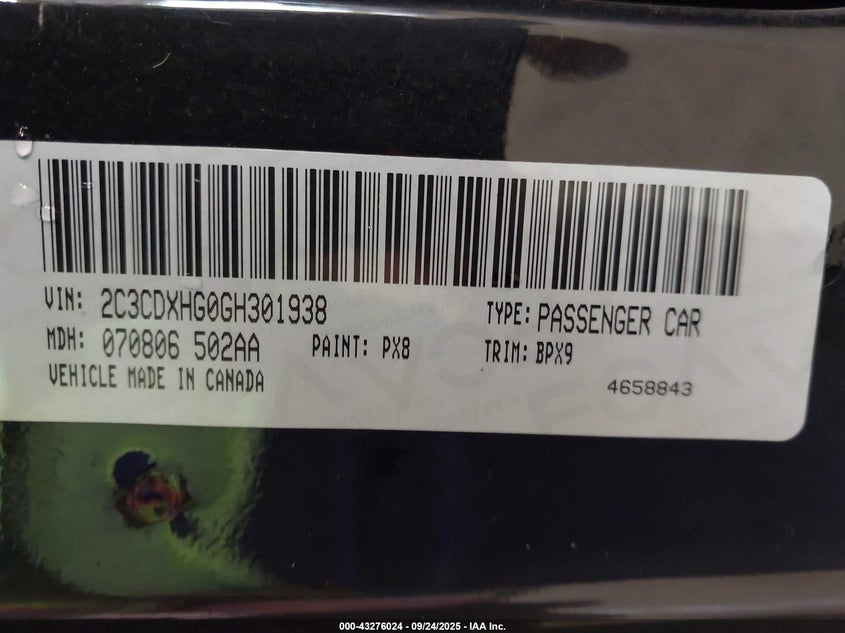 VIN: 2C3CDXHG0GH301938 TYPE: PASSENGER CAR
MDH: 070806 502AA PAINT: PX8 TRIM: BPX9
VEHICLE MADE IN CANADA 4658843
000-43276024 - 09/24/2025 - IAA Inc.